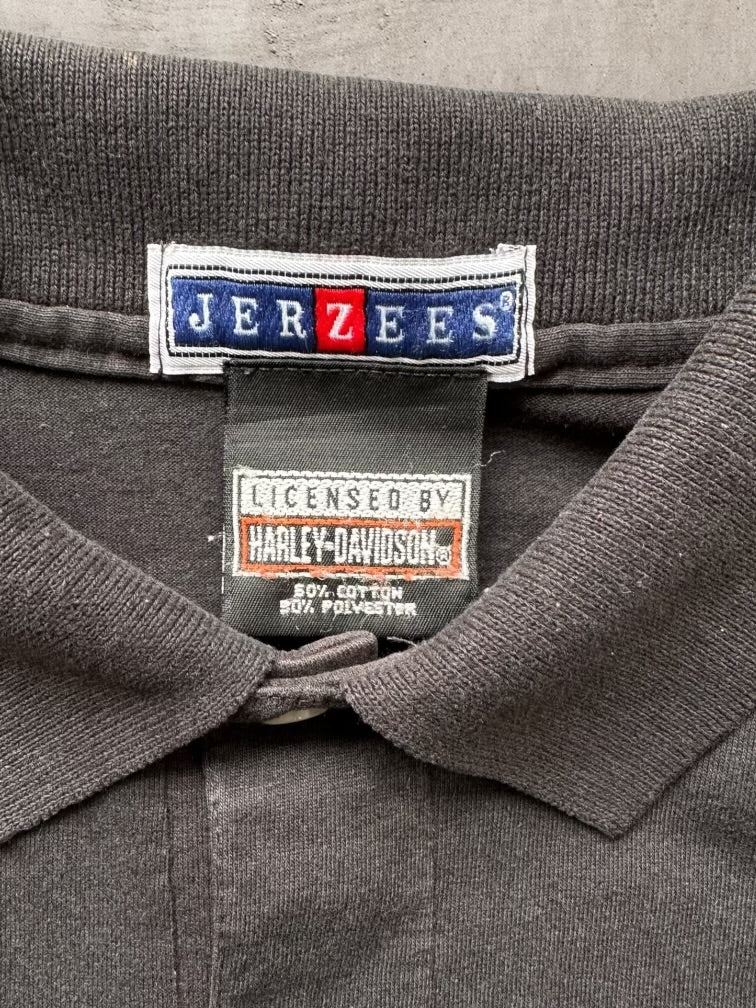 JERZEES®
LICENSED BY
HARLEY-DAVIDSON®
50% COTTON
50% POLYESTER